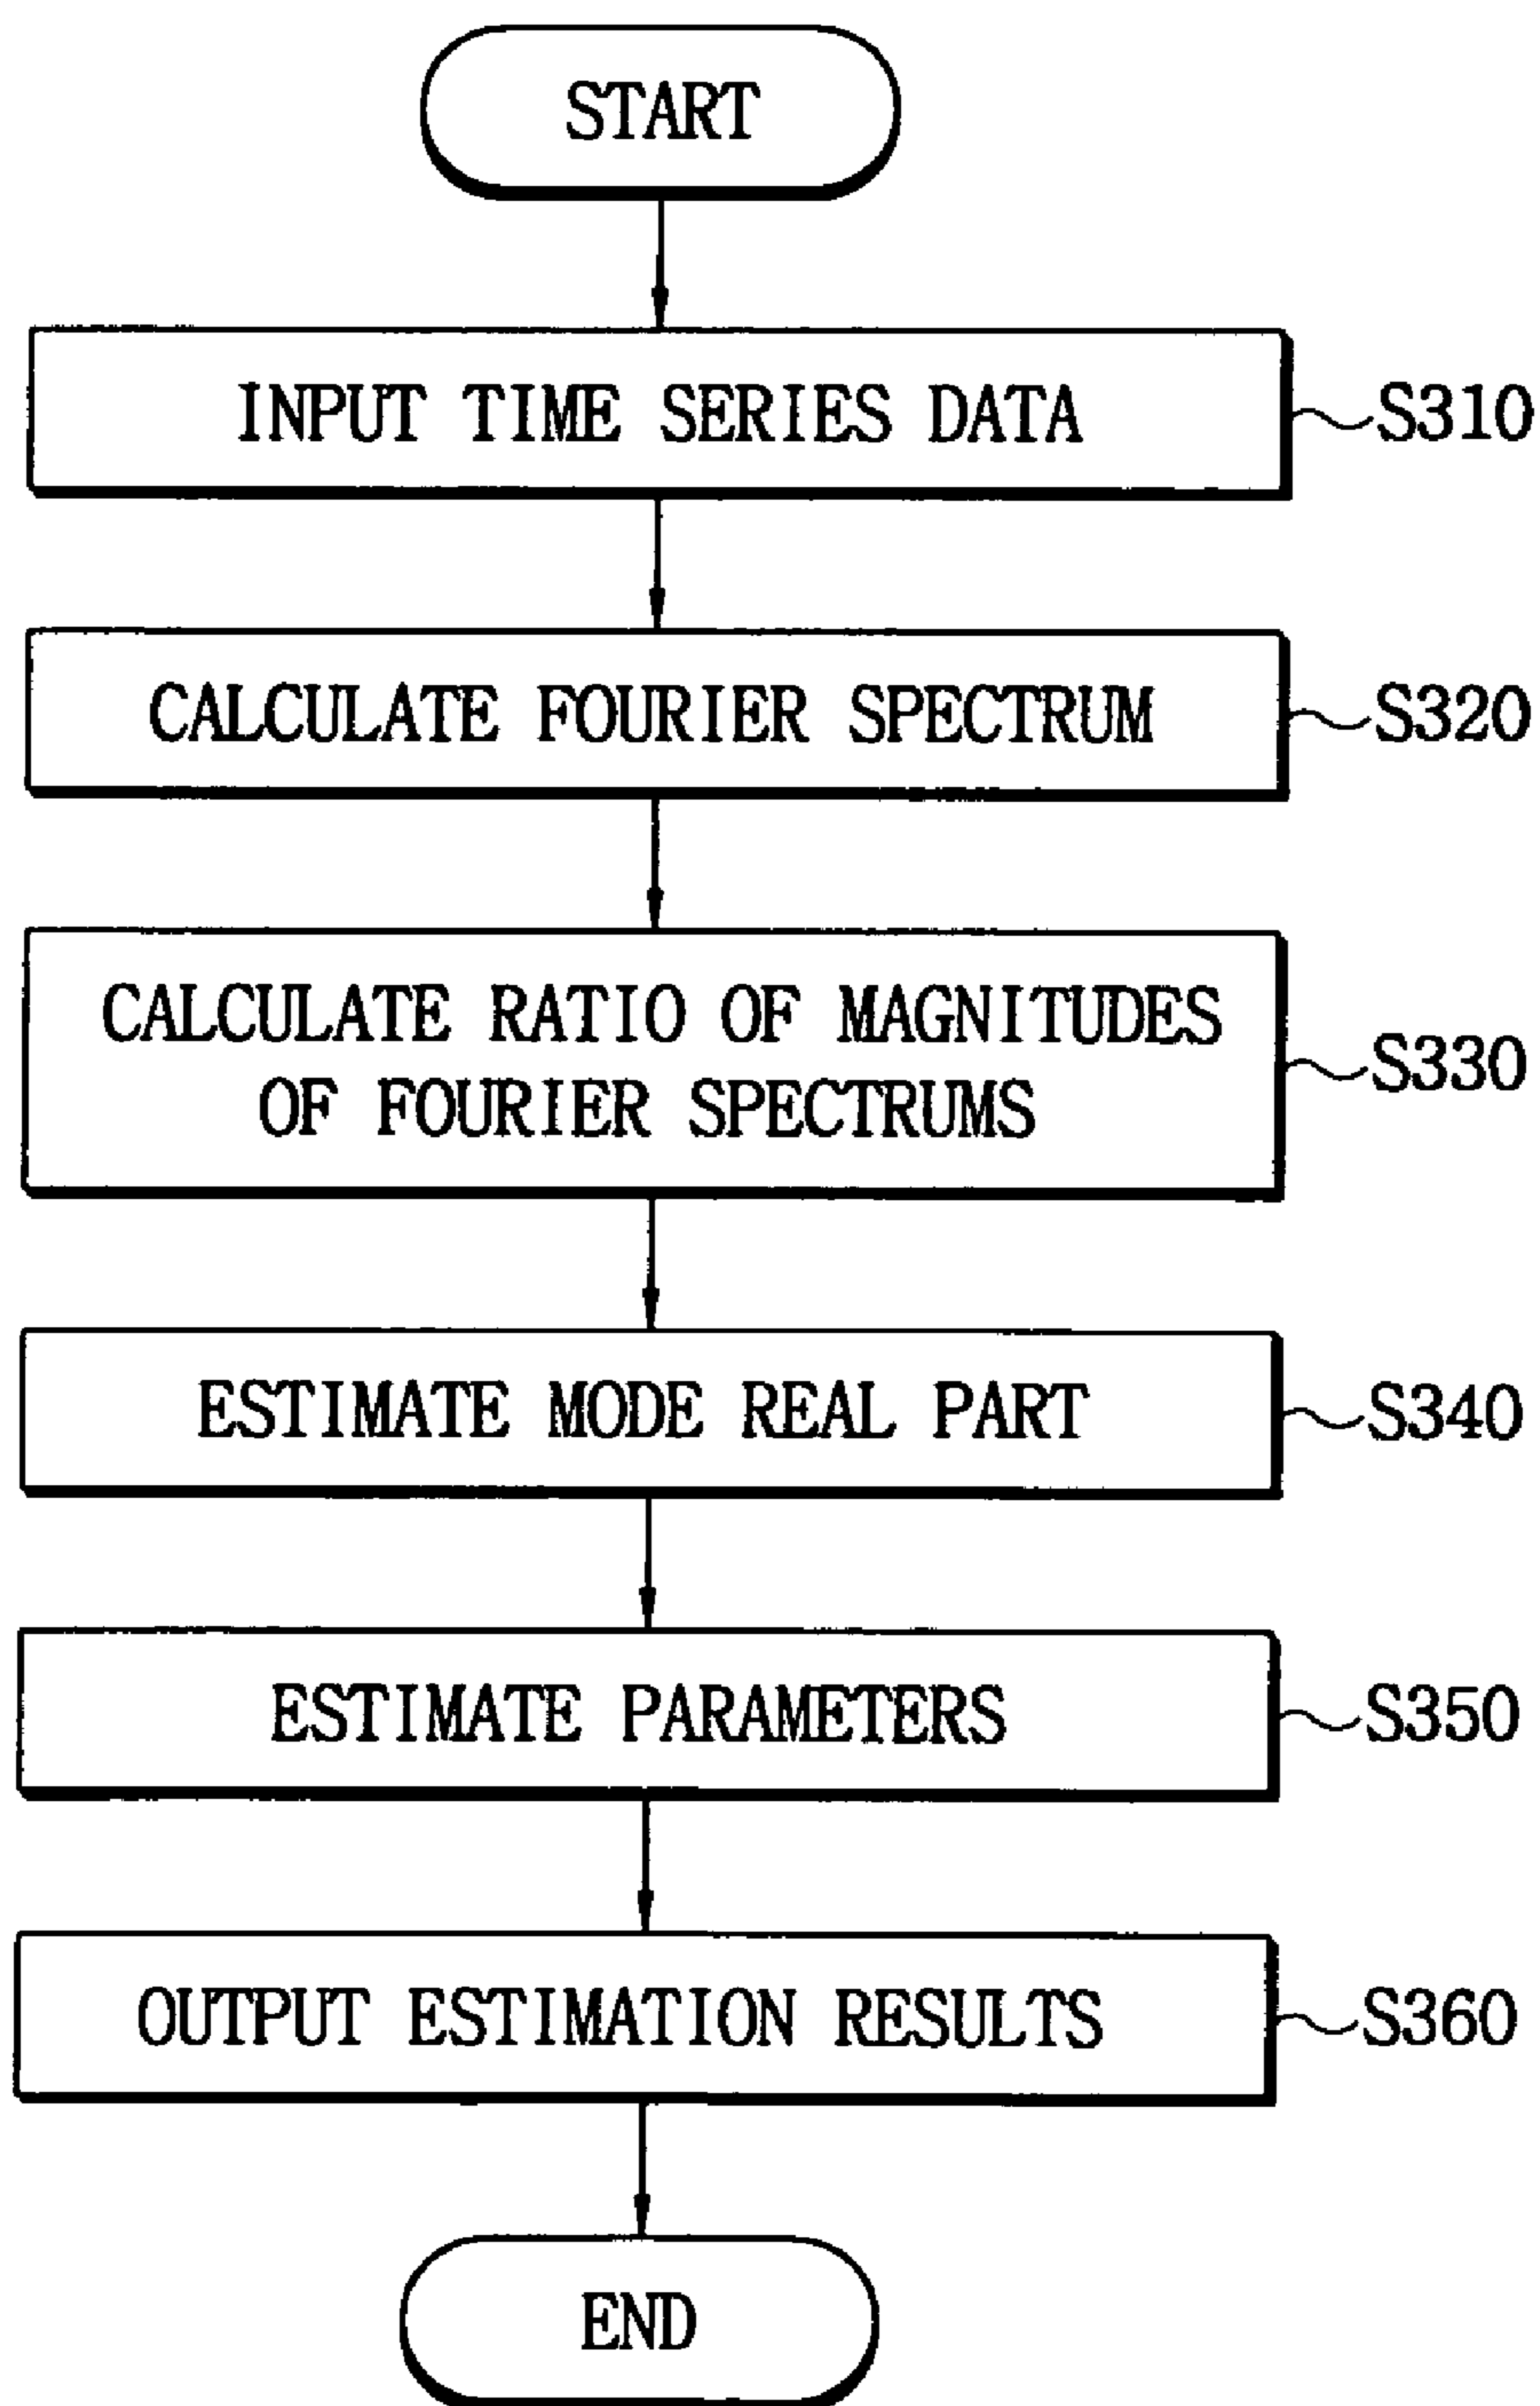 START
INPUT TIME SERIES DATA
S310
CALCULATE FOURIER SPECTRUM
S320
CALCULATE RATIO OF MAGNITUDES
OF FOURIER SPECTRUMS
S330
ESTIMATE MODE REAL PART
S340
ESTIMATE PARAMETERS
S350
OUTPUT ESTIMATION RESULTS
S360
END